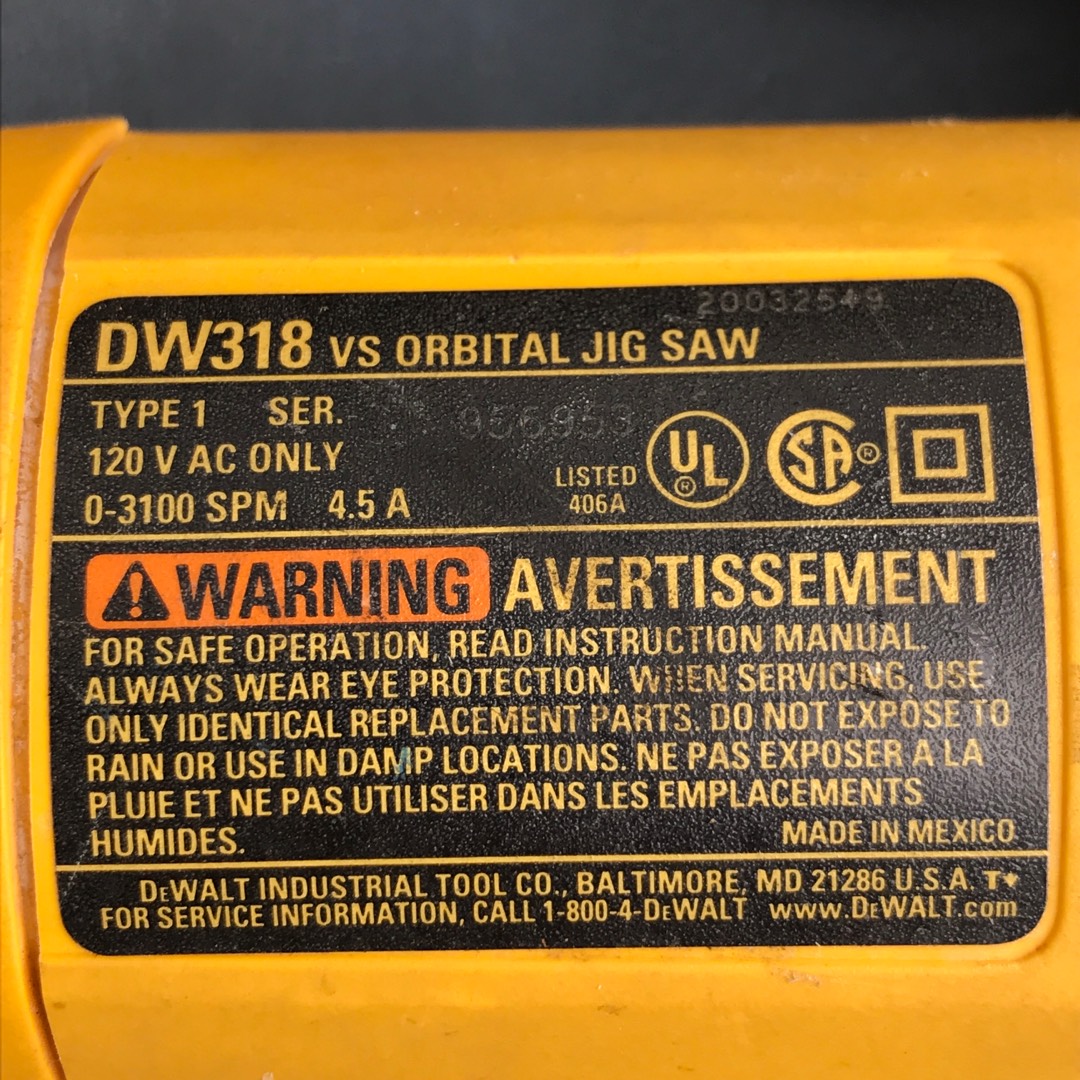 20032549
DW318 VS ORBITAL JIG SAW
TYPE 1 SER. 956953
120 V AC ONLY
0-3100 SPM 4.5 A
LISTED
406A
UL®
SA®
WARNING AVERTISSEMENT
FOR SAFE OPERATION, READ INSTRUCTION MANUAL.
ALWAYS WEAR EYE PROTECTION. WHEN SERVICING, USE
ONLY IDENTICAL REPLACEMENT PARTS. DO NOT EXPOSE TO
RAIN OR USE IN DAMP LOCATIONS. NE PAS EXPOSER A LA
PLUIE ET NE PAS UTILISER DANS LES EMPLACEMENTS
HUMIDES.
MADE IN MEXICO
DEWALT INDUSTRIAL TOOL CO., BALTIMORE, MD 21286 U.S.A.
FOR SERVICE INFORMATION, CALL 1-800-4-DEWALT www.DEWALT.com